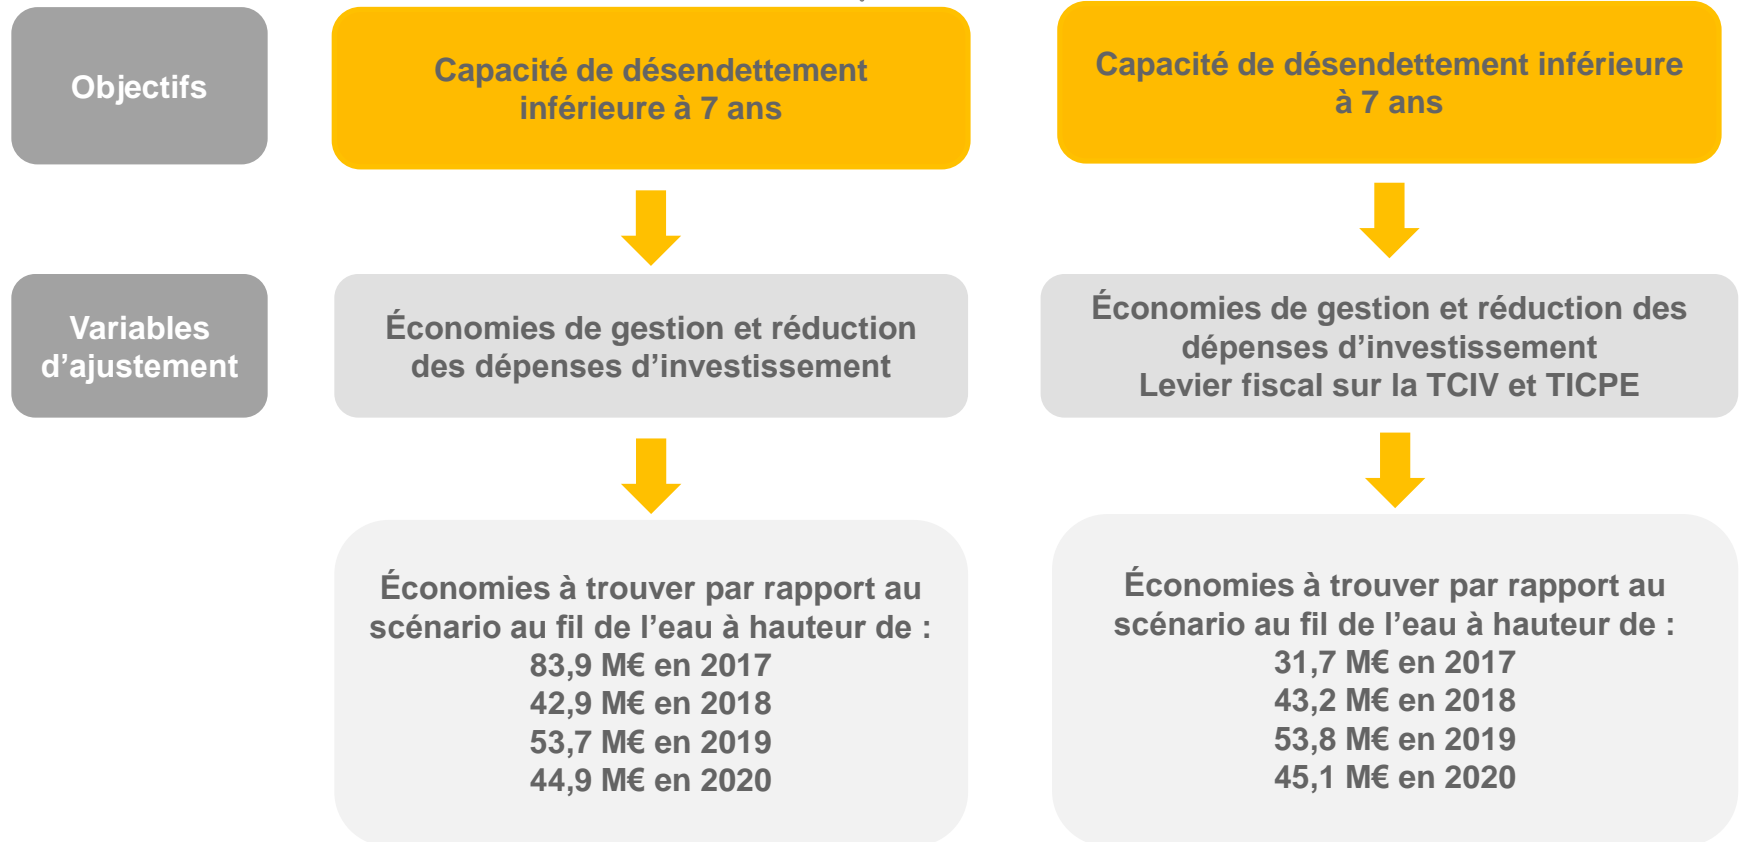 Objectifs
Capacité de désendettement
inférieure à 7 ans
Capacité de désendettement inférieure
à 7 ans
Variables
d’ajustement
Économies de gestion et réduction
des dépenses d’investissement
Économies de gestion et réduction des
dépenses d’investissement
Levier fiscal sur la TCIV et TICPE
Économies à trouver par rapport au
scénario au fil de l’eau à hauteur de :
83,9 M€ en 2017
42,9 M€ en 2018
53,7 M€ en 2019
44,9 M€ en 2020
Économies à trouver par rapport au
scénario au fil de l’eau à hauteur de :
31,7 M€ en 2017
43,2 M€ en 2018
53,8 M€ en 2019
45,1 M€ en 2020